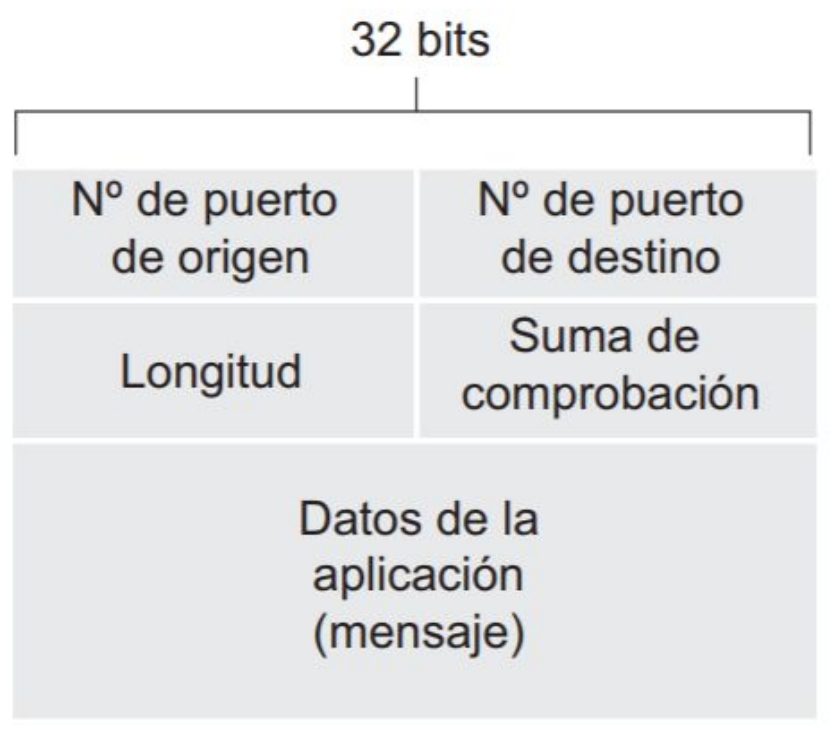 32 bits
Nº de puerto
de origen
Nº de puerto
de destino
Longitud
Suma de
comprobación
Datos de la
aplicación
(mensaje)